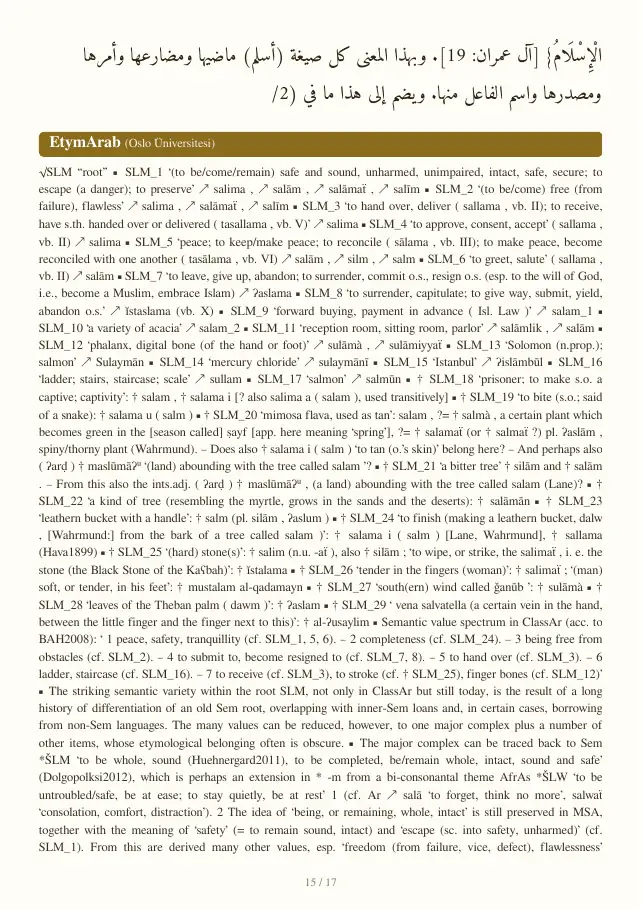 الْإِسْلَامُ} [آل عمران: 19]. وبهذا المعنى كل صيغة (أسلم) ماضيها ومضارعها وأمرها
ومصدرها واسم الفاعل منها. ويضم إلى هذا ما في (2/
EtymArab (Oslo Üniversitesi)
√SLM “root” ▪ SLM_1 ‘(to be/become/remain) safe and sound, unharmed, unimpaired, intact, safe, secure; to
escape (a danger); to preserve’ ↗ salima , ↗ salām , ↗ salāmaẗ , ↗ salīm ▪ SLM_2 ‘(to be/become) free (from
failure), flawless’ ↗ salima , ↗ salāmaẗ , ↗ salīm ▪ SLM_3 ‘to hand over, deliver ( sallama , vb. II); to receive,
have s.th. handed over or delivered ( tasallama , vb. V)’ ↗ salima ▪ SLM_4 ‘to approve, consent, accept’ ( sallama ,
vb. II) ↗ salima ▪ SLM_5 ‘peace; to keep/make peace; to reconcile ( sālama , vb. III); to make peace, become
reconciled with one another ( tasālama , vb. VI) ↗ salām , ↗ silm , ↗ salm ▪ SLM_6 ‘to greet, salute’ ( sallama ,
vb. II) ↗ salām ▪ SLM_7 ‘to leave, give up, abandon; to surrender, commit o.s., resign o.s. (esp. to the will of God,
i.e., become a Muslim, embrace Islam) ↗ ʔaslama ▪ SLM_8 ‘to surrender, capitulate; to give way, submit, yield,
abandon o.s.’ ↗ ĭstaslama (vb. X) ▪ SLM_9 ‘forward buying, payment in advance ( Isl. Law )’ ↗ salam_1 ▪
SLM_10 ‘a variety of acacia’ ↗ salam_2 ▪ SLM_11 ‘reception room, sitting room, parlor’ ↗ salāmlik , ↗ salām ▪
SLM_12 ‘phalanx, digital bone (of the hand or foot)’ ↗ sulāmà , ↗ sulāmiyyaẗ ▪ SLM_13 ‘Solomon (n.prop.);
salmon’ ↗ Sulaymān ▪ SLM_14 ‘mercury chloride’ ↗ sulaymānī ▪ SLM_15 ‘Istanbul’ ↗ ʔislāmbūl ▪ SLM_16
‘ladder; stairs, staircase; scale’ ↗ sullam ▪ SLM_17 ‘salmon’ ↗ salmūn ▪ † SLM_18 ‘prisoner; to make s.o. a
captive; captivity’: † salam , † salama i [? also salima a ( salam ), used transitively] ▪ †SLM_19 ‘to bite (s.o.; said
of a snake): † salama u ( salm ) ▪ †SLM_20 ‘mimosa flava, used as tan’: salam , ?= † salmà , a certain plant which
becomes green in the [season called] ṣayf [app. here meaning ‘spring’], ?= † salamaẗ (or † salmaẗ ?) pl. ʔaslām ,
spiny/thorny plant (Wahrmund). – Does also † salama i ( salm ) ‘to tan (o.’s skin)’ belong here? – And perhaps also
( ʔarḍ ) † maslūmāʔᵘ ‘(land) abounding with the tree called salam ’? ▪ †SLM_21 ‘a bitter tree’ † silām and † salām
. – From this also the ints.adj. ( ʔarḍ ) † maslūmāʔᵘ , (a land) abounding with the tree called salam (Lane)? ▪ †
SLM_22 ‘a kind of tree (resembling the myrtle, grows in the sands and the deserts): † salāmān ▪ † SLM_23
‘leathern bucket with a handle’: † salm (pl. silām , ʔaslum ) ▪ † SLM_24 ‘to finish (making a leathern bucket, dalw
, [Wahrmund:] from the bark of a tree called salam )’: † salama i ( salm ) [Lane, Wahrmund], † sallama
(Hava1899) ▪ † SLM_25 ‘(hard) stone(s)’: † salim (n.u. -aẗ ), also † silām ; ‘to wipe, or strike, the salimaẗ , i. e. the
stone (the Black Stone of the Kaʕbah)’: † ĭstalama ▪ † SLM_26 ‘tender in the fingers (woman)’: † salimaẗ ; ‘(man)
soft, or tender, in his feet’: † mustalam al-qadamayn ▪ † SLM_27 ‘south(ern) wind called ǧanūb ’: † sulāmà ▪ †
SLM_28 ‘leaves of the Theban palm ( dawm )’: † ʔaslam ▪ †SLM_29 ‘ vena salvatella (a certain vein in the hand,
between the little finger and the finger next to this)’: † al-ʔusaylim ▪ Semantic value spectrum in ClassAr (acc. to
BAH2008): ‘ 1 peace, safety, tranquillity (cf. SLM_1, 5, 6). – 2 completeness (cf. SLM_24). – 3 being free from
obstacles (cf. SLM_2). – 4 to submit to, become resigned to (cf. SLM_7, 8). – 5 to hand over (cf. SLM_3). – 6
ladder, staircase (cf. SLM_16). – 7 to receive (cf. SLM_3), to stroke (cf. † SLM_25), finger bones (cf. SLM_12)’
▪ The striking semantic variety within the root SLM, not only in ClassAr but still today, is the result of a long
history of differentiation of an old Sem root, overlapping with inner-Sem loans and, in certain cases, borrowing
from non-Sem languages. The many values can be reduced, however, to one major complex plus a number of
other items, whose etymological belonging often is obscure. ▪ The major complex can be traced back to Sem
*ŠLM ‘to be whole, sound (Huehnergard2011), to be completed, be/remain whole, intact, sound and safe’
(Dolgopolksi2012), which is perhaps an extension in * -m from a bi-consonantal theme AfrAs *ŠLW ‘to be
untroubled/safe, be at ease; to stay quietly, be at rest’ 1 (cf. Ar ↗ salā ‘to forget, think no more’, salwaẗ
‘consolation, comfort, distraction’). 2 The idea of ‘being, or remaining, whole, intact’ is still preserved in MSA,
together with the meaning of ‘safety’ (= to remain sound, intact) and ‘escape (sc. into safety, unharmed)’ (cf.
SLM_1). From this are derived many other values, esp. ‘freedom (from failure, vice, defect), flawlessness’
15 / 17